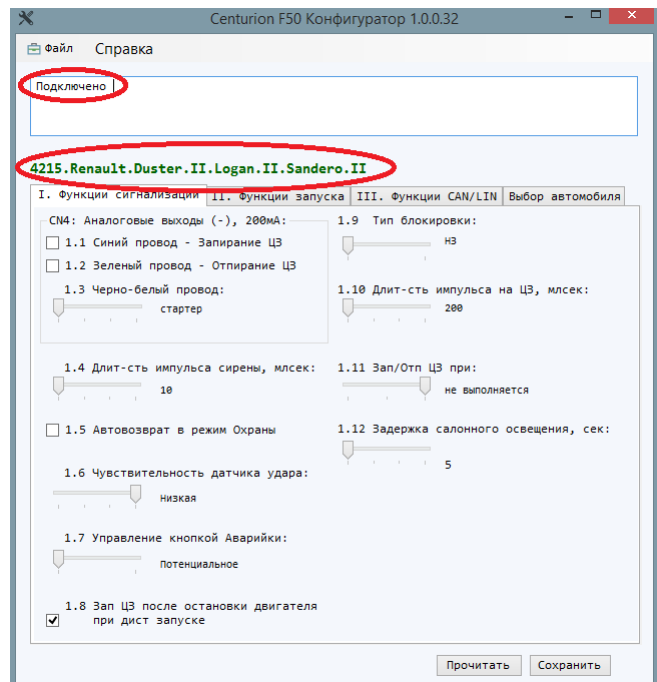 Centurion F50 Конфигуратор 1.0.0.32
Файл Справка
Подключено
4215.Renault.Duster.II.Logan.II.Sandero.II
I. Функции сигнализации II. Функции запуска III. Функции CAN/LIN Выбор автомобиля
CN4: Аналоговые выходы (-), 200мА:
1.1 Синий провод - Запирание ЦЗ
1.2 Зеленый провод - Отпирание ЦЗ
1.3 Черно-белый провод:
стартер
1.4 Длит-сть импульса сирены, млсек:
10
1.5 Автовозврат в режим Охраны
1.6 Чувствительность датчика удара:
Низкая
1.7 Управление кнопкой Аварийки:
Потенциальное
1.8 Зап ЦЗ после остановки двигателя
при дист запуске
1.9 Тип блокировки:
НЗ
1.10 Длит-сть импульса на ЦЗ, млсек:
200
1.11 Зап/Отп ЦЗ при:
не выполняется
1.12 Задержка салонного освещения, сек:
5
Прочитать Сохранить